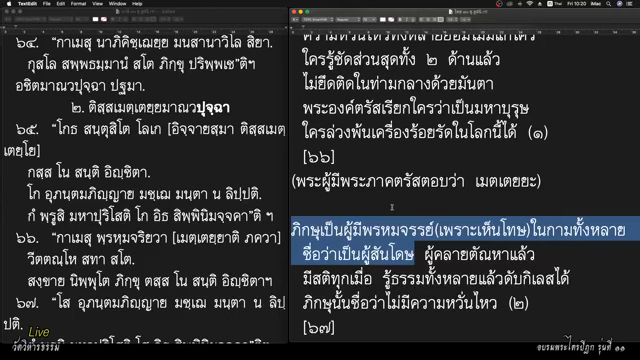 TextEdit File Edit Format View Window Help
Fri 10:20 iMac
๖๔. “กาเมสุ นาภิคิชฺเฌยฺย มนสานาวิโล สิยา.
กุสโล สพฺพธมฺมานํ สโต ภิกฺขุ ปริพฺพเช”ติฯ
อชิตมาณวปุจฺฉา ปฐมา.
๒. ติสฺสเมตฺเตยฺยมาณวปุจฺฉา
๖๕. “โกธ สนฺตุสิโต โลเก [อิจฺจายสฺมา ติสฺสเมตฺ
เตยฺโย]
กสฺส โน สนฺติ อิญฺชิตา.
โก อุภนฺตมภิญฺญาย มชฺเฌ มนฺตา น ลิปฺปติ.
กํ พฺรูสิ มหาปุริโสติ โก อิธ สิพฺพินิมจฺจคา”ติ ฯ
๖๖. “กาเมสุ พฺรหฺมจริยวา [เมตฺเตยฺยาติ ภควา]
วีตตณฺโห สทา สโต.
สงฺขาย นิพฺพุโต ภิกฺขุ ตสฺส โน สนฺติ อิญฺชิตาฯ
๖๗. “โส อุภนฺตมภิญฺญาย มชฺเฌ มนฺตา น ลิปฺ
ปติ.
Live
วัดวิหารธรรม
ใครรู้ชัดส่วนสุดทั้ง ๒ ด้านแล้ว
ไม่ยึดติดในท่ามกลางด้วยมันตา
พระองค์ตรัสเรียกใครว่าเป็นมหาบุรุษ
ใครล่วงพ้นเครื่องร้อยรัดในโลกนี้ได้ (๑)
[๖๖]
(พระผู้มีพระภาคตรัสตอบว่า เมตเตยยะ)
ภิกษุเป็นผู้มีพรหมจรรย์(เพราะเห็นโทษ)ในกามทั้งหลาย
ชื่อว่าเป็นผู้สันโดษ ผู้คลายตัณหาแล้ว
มีสติทุกเมื่อ รู้ธรรมทั้งหลายแล้วดับกิเลสได้
ภิกษุนั้นชื่อว่าไม่มีความหวั่นไหว (๒)
[๖๗]
อบรมพระไตรปิฎก รุ่นที่ ๑๑